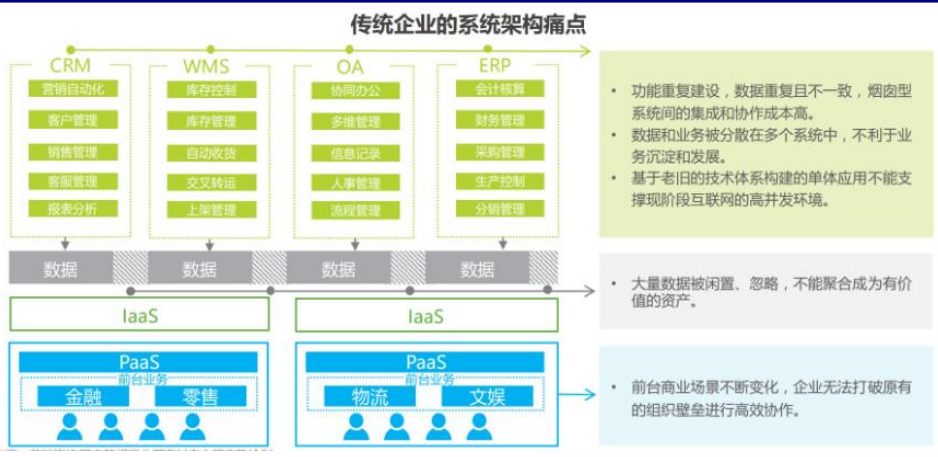 传统企业的系统架构痛点
CRM
营销自动化
客户管理
销售管理
客服管理
报表分析
WMS
库存控制
库存管理
自动收货
交叉转运
上架管理
OA
协同办公
多维管理
信息记录
人事管理
流程管理
ERP
会计核算
财务管理
采购管理
生产控制
分销管理
• 功能重复建设，数据重复且不一致，烟囱型
系统间的集成和协作成本高。
• 数据和业务被分散在多个系统中，不利于业
务沉淀和发展。
• 基于老旧的技术体系构建的单体应用不能支
撑现阶段互联网的高并发环境。
数据
数据
数据
数据
• 大量数据被闲置、忽略，不能聚合成为有价
值的资产。
IaaS
IaaS
PaaS
前台业务
金融
零售
PaaS
前台业务
物流
文娱
• 前台商业场景不断变化，企业无法打破原有
的组织壁垒进行高效协作。